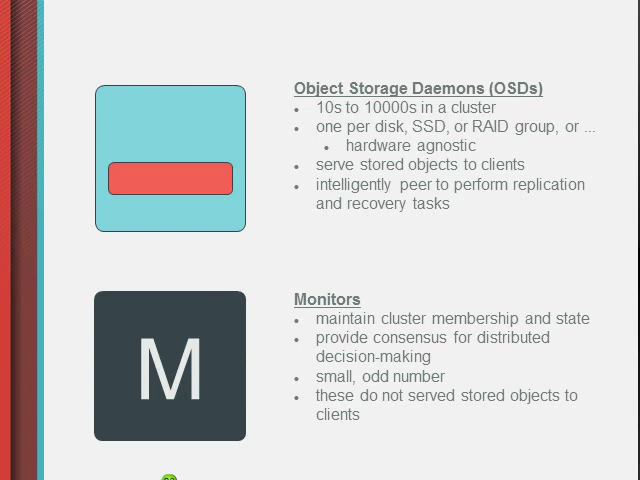 Object Storage Daemons (OSDs)
• 10s to 10000s in a cluster
• one per disk, SSD, or RAID group, or ...
• hardware agnostic
• serve stored objects to clients
• intelligently peer to perform replication
and recovery tasks
M
Monitors
• maintain cluster membership and state
• provide consensus for distributed
decision-making
• small, odd number
• these do not served stored objects to
clients